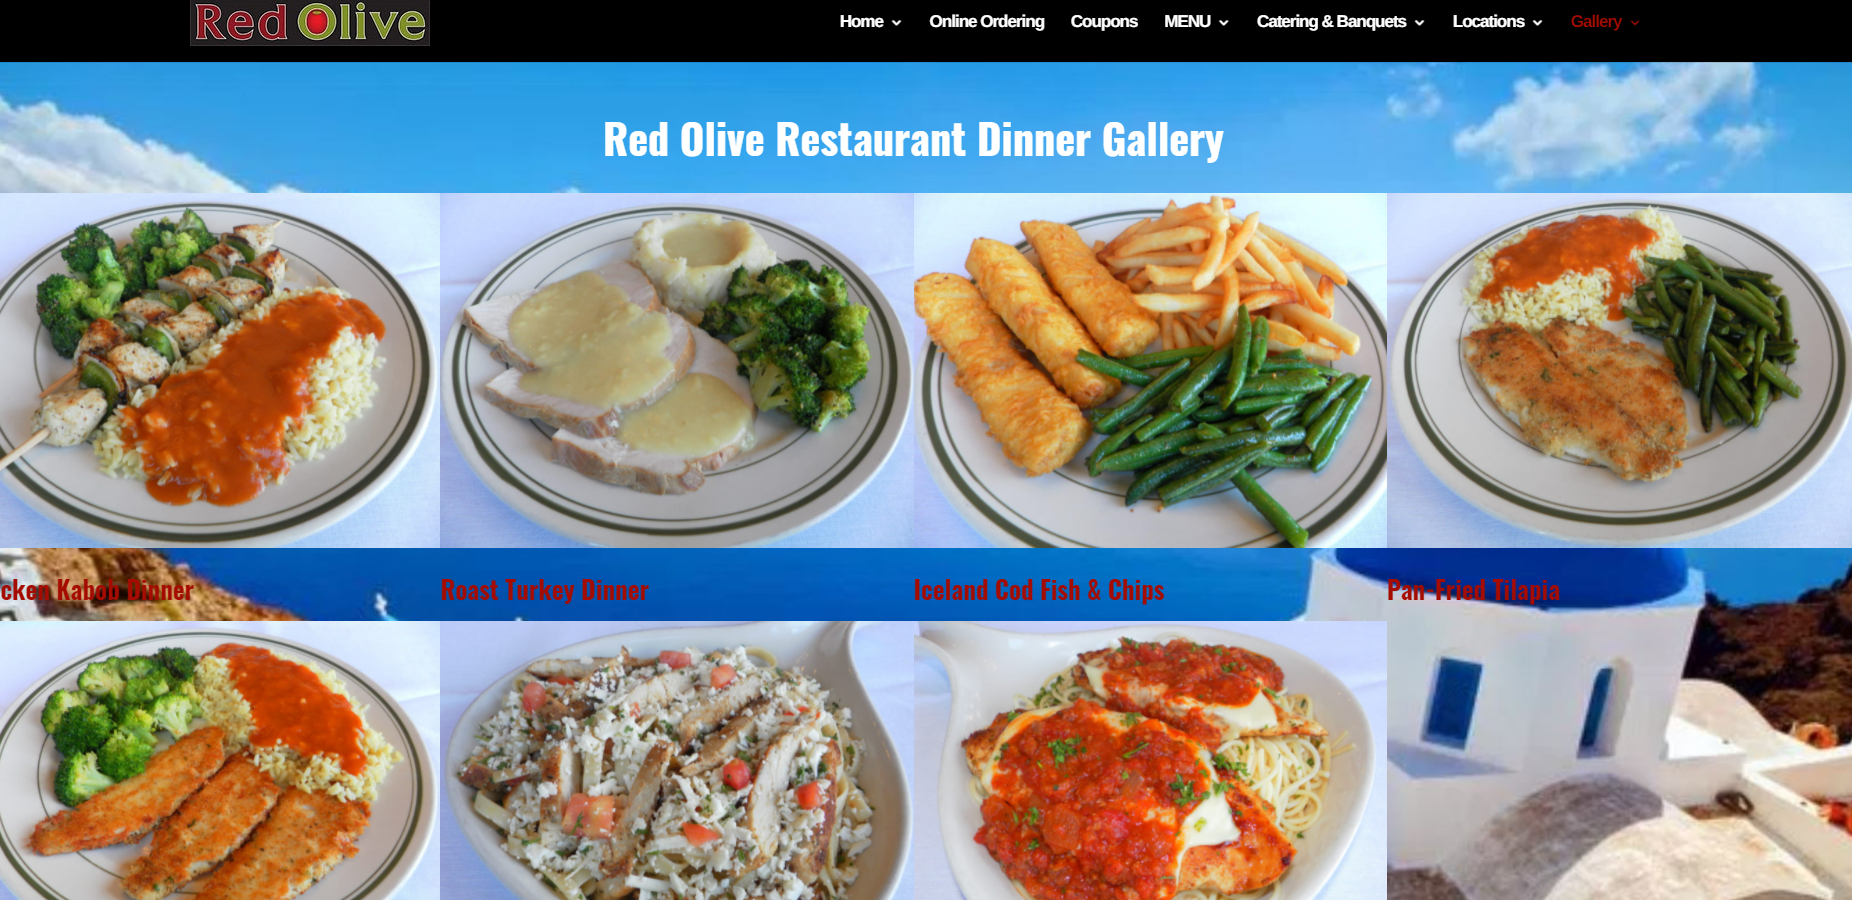 Red Olive
Home
Online Ordering
Coupons
MENU
Catering & Banquets
Locations
Gallery
Red Olive Restaurant Dinner Gallery
cken Kabob Dinner
Roast Turkey Dinner
Iceland Cod Fish & Chips
Pan-Fried Tilapia